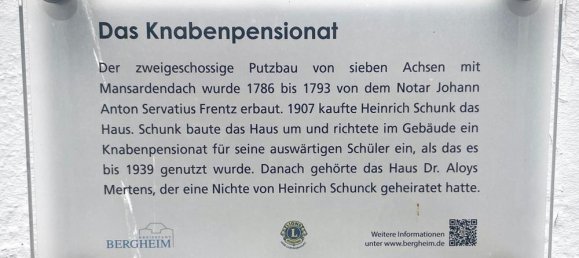 Das Knabenpensionat
Der zweigeschossige Putzbau von sieben Achsen mit
Mansardendach wurde 1786 bis 1793 von dem Notar Johann
Anton Servatius Frentz erbaut. 1907 kaufte Heinrich Schunk das
Haus. Schunk baute das Haus um und richtete im Gebäude ein
Knabenpensionat für seine auswärtigen Schüler ein, als das es
bis 1939 genutzt wurde. Danach gehörte das Haus Dr. Aloys
Mertens, der eine Nichte von Heinrich Schunck geheiratet hatte.
BERGHEIM
Weitere Informationen
unter www.bergheim.de